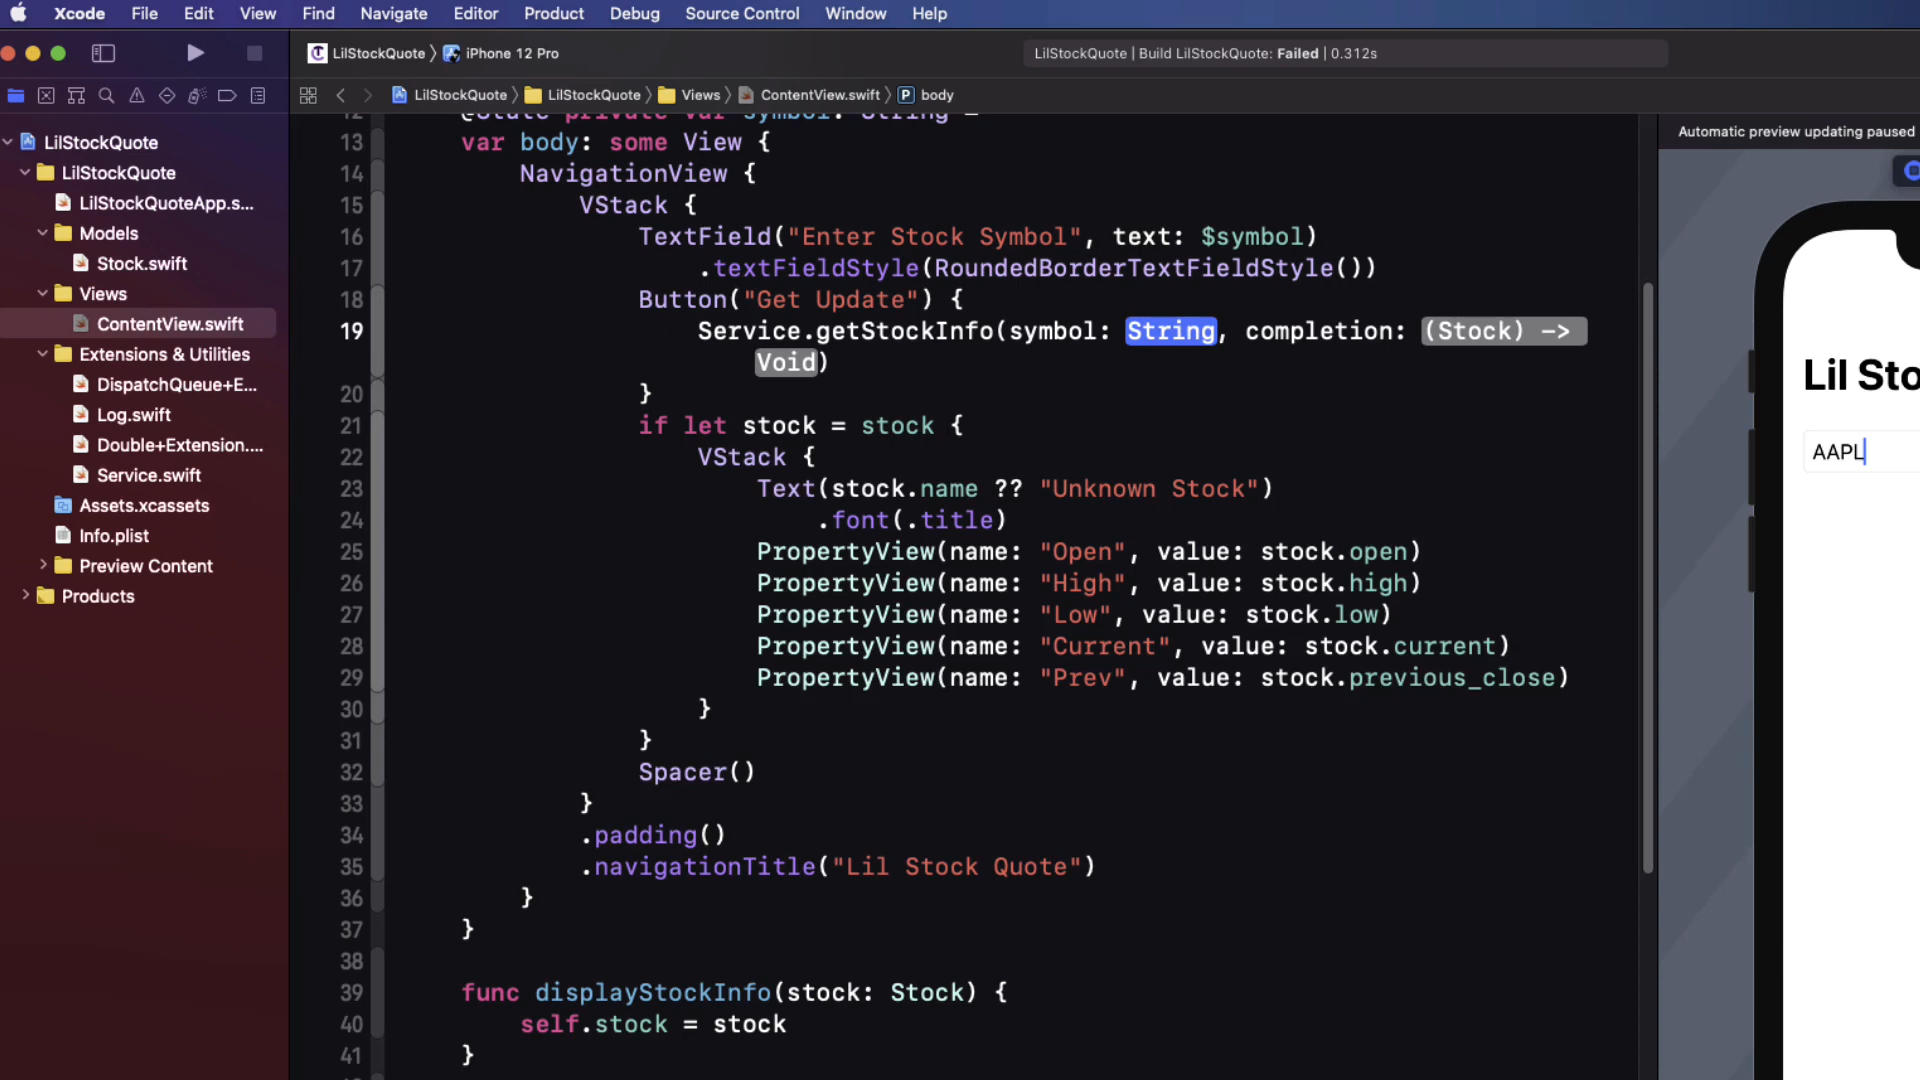 Xcode File Edit View Find Navigate Editor Product Debug Source Control Window Help
LilStockQuote iPhone 12 Pro
LilStockQuote | Build LilStockQuote: Failed | 0.312s
LilStockQuote LilStockQuote Views ContentView.swift P body
LilStockQuote
LilStockQuote
LilStockQuoteApp.s...
Models
Stock.swift
Views
ContentView.swift
Extensions & Utilities
DispatchQueue+E...
Log.swift
Double+Extension....
Service.swift
Assets.xcassets
Info.plist
Preview Content
Products
12 @State private var symbol: String =
13 var body: some View {
14 NavigationView {
15 VStack {
16 TextField("Enter Stock Symbol", text: $symbol)
17 .textFieldStyle(RoundedBorderTextFieldStyle())
18 Button("Get Update") {
19 Service.getStockInfo(symbol: String, completion: (Stock) ->
Void)
20 }
21 if let stock = stock {
22 VStack {
23 Text(stock.name ?? "Unknown Stock")
24 .font(.title)
25 PropertyView(name: "Open", value: stock.open)
26 PropertyView(name: "High", value: stock.high)
27 PropertyView(name: "Low", value: stock.low)
28 PropertyView(name: "Current", value: stock.current)
29 PropertyView(name: "Prev", value: stock.previous_close)
30 }
31 }
32 Spacer()
33 }
34 .padding()
35 .navigationTitle("Lil Stock Quote")
36 }
37 }
38
39 func displayStockInfo(stock: Stock) {
40 self.stock = stock
41 }
Automatic preview updating paused
Lil Sto
AAPL